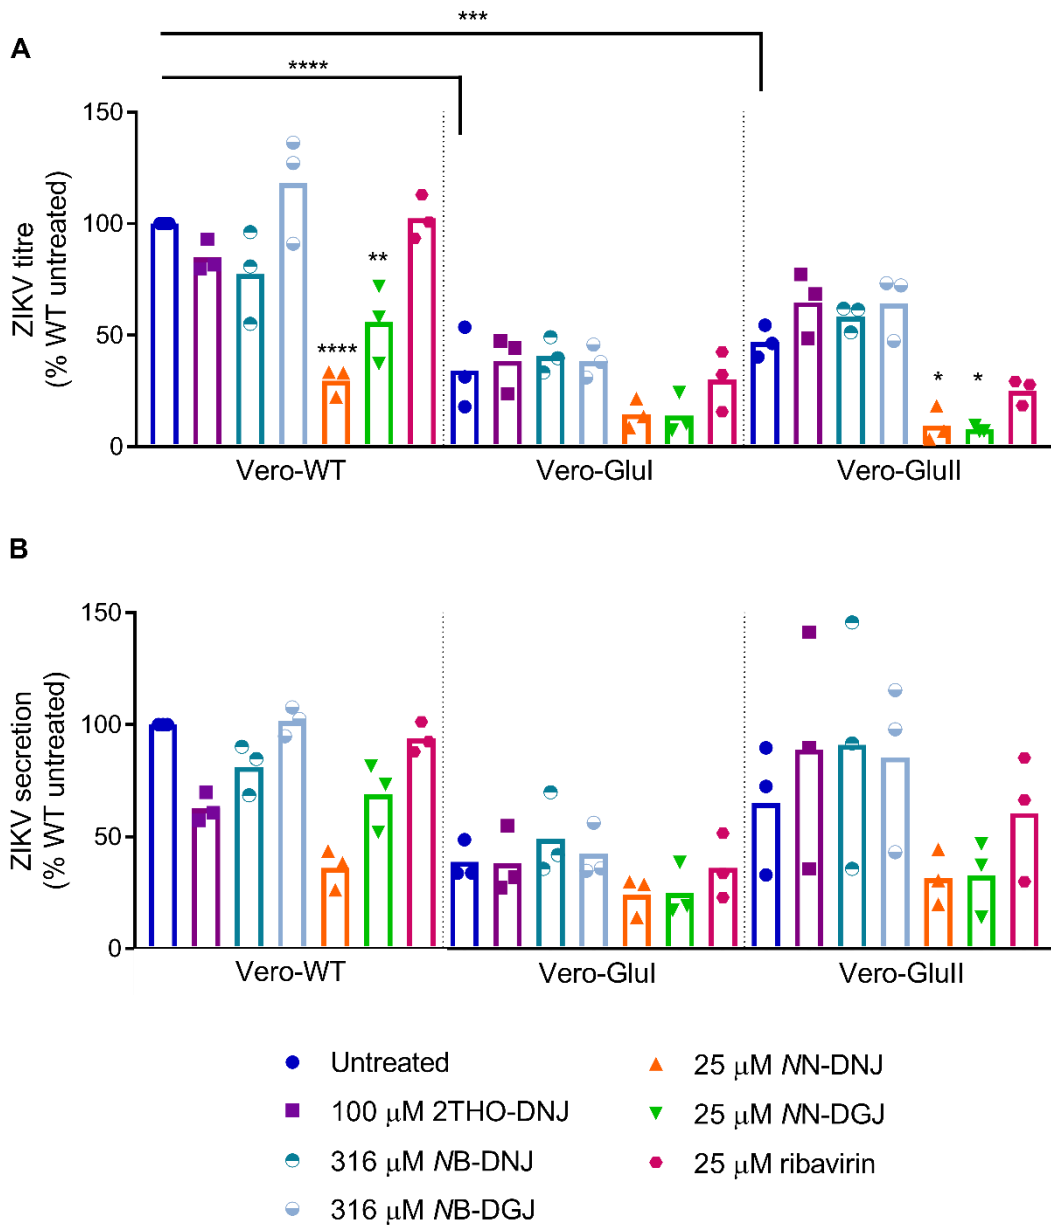 ***
A
****
150
100
50
0
ZIKV titre
(% WT untreated)
**
****
* *
Vero-WT Vero-GluI Vero-GluII
B
150
100
50
0
ZIKV secretion
(% WT untreated)
Vero-WT Vero-GluI Vero-GluII
Untreated
100 μM 2THO-DNJ
316 μM NB-DNJ
316 μM NB-DGJ
25 μM NN-DNJ
25 μM NN-DGJ
25 μM ribavirin